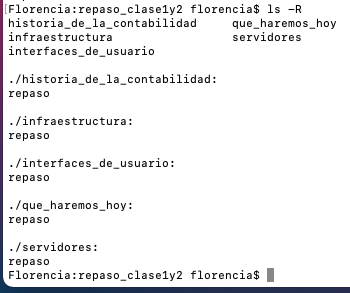 [Florencia:repaso_clase1y2 florencia$ ls -R
historia_de_la_contabilidad que_haremos_hoy
infraestructura servidores
interfaces_de_usuario

./historia_de_la_contabilidad:
repaso

./infraestructura:
repaso

./interfaces_de_usuario:
repaso

./que_haremos_hoy:
repaso

./servidores:
repaso
Florencia:repaso_clase1y2 florencia$